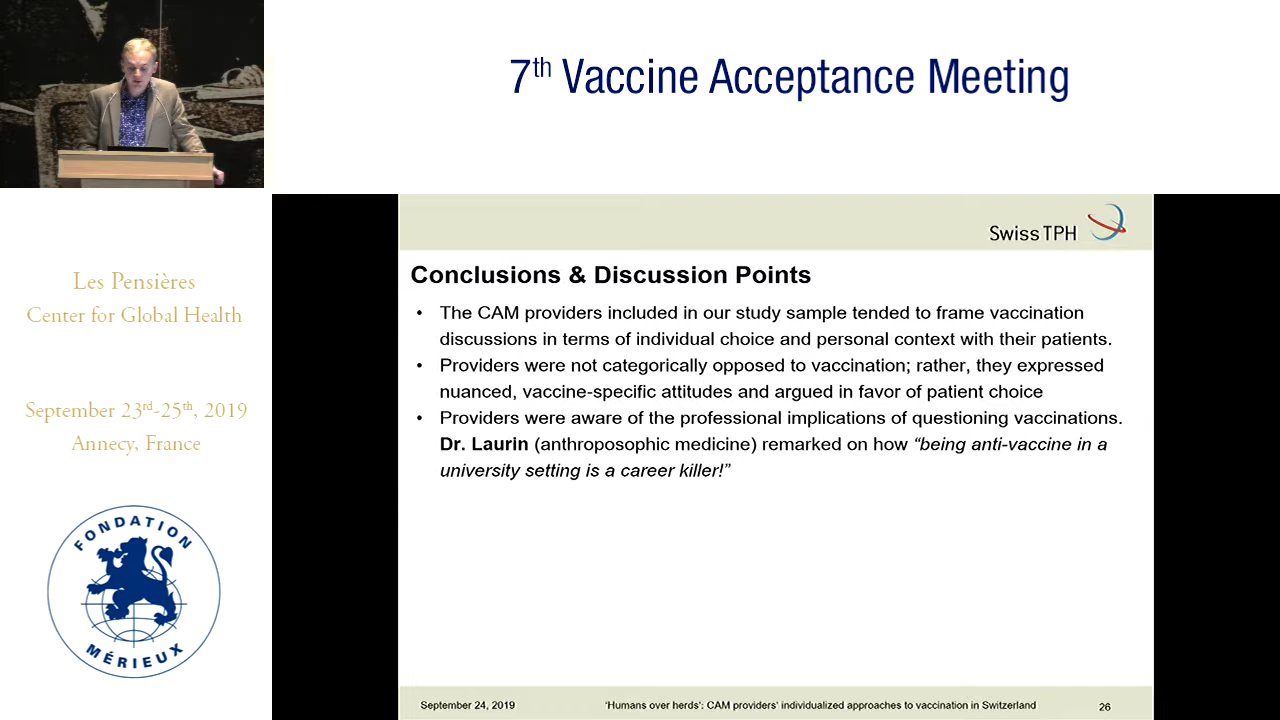 7th Vaccine Acceptance Meeting
Les Pensières
Center for Global Health
September 23rd-25th, 2019
Annecy, France
FONDATION
MÉRIEUX
Swiss TPH
Conclusions & Discussion Points
• The CAM providers included in our study sample tended to frame vaccination
discussions in terms of individual choice and personal context with their patients.
• Providers were not categorically opposed to vaccination; rather, they expressed
nuanced, vaccine-specific attitudes and argued in favor of patient choice
• Providers were aware of the professional implications of questioning vaccinations.
Dr. Laurin (anthroposophic medicine) remarked on how “being anti-vaccine in a
university setting is a career killer!”
September 24, 2019
‘Humans over herds’: CAM providers’ individualized approaches to vaccination in Switzerland
26